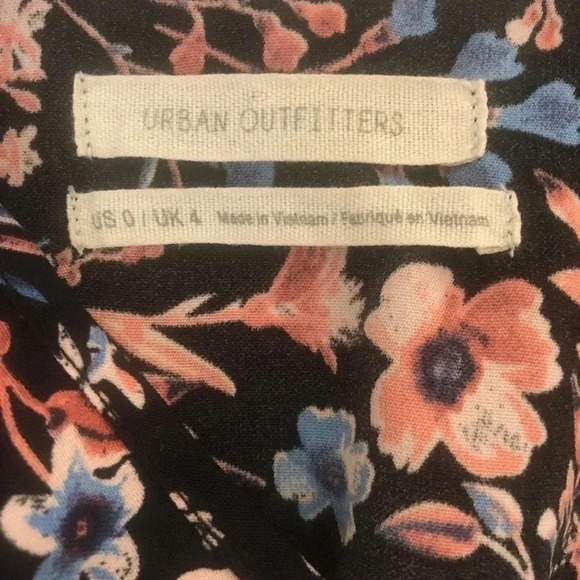 URBAN OUTFITTERS
US 0 / UK 4 Made in Vietnam / Fabriqué en Vietnam